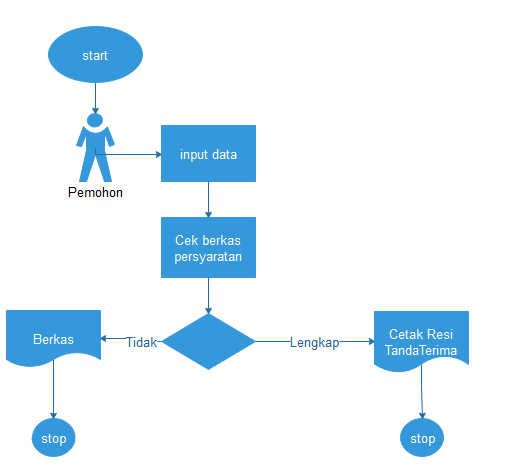 start
Pemohon
input data
Cek berkas
persyaratan
Berkas
Tidak
Lengkap
Cetak Resi
TandaTerima
stop
stop